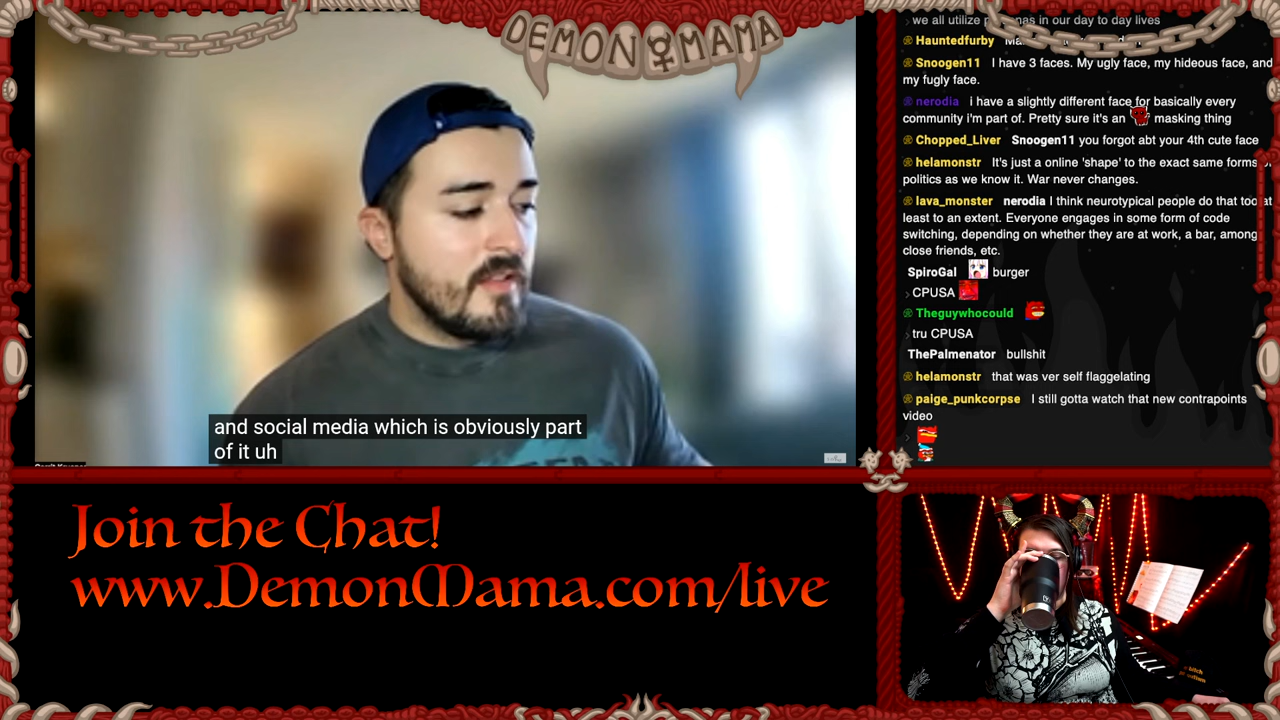 DEMON MAMA
and social media which is obviously part
of it uh
we all utilize in our day to day lives
Hauntedfurby
Snoogen11 I have 3 faces. My ugly face, my hideous face, and
my fugly face.
nerodia i have a slightly different face for basically every
community i'm part of. Pretty sure it's an masking thing
Chopped_Liver Snoogen11 you forgot abt your 4th cute face
helamonstr It's just a online 'shape' to the exact same forms of
politics as we know it. War never changes.
lava_monster nerodia I think neurotypical people do that too at
least to an extent. Everyone engages in some form of code
switching, depending on whether they are at work, a bar, among
close friends, etc.
SpiroGal burger
CPUSA
Theguywhocould
tru CPUSA
ThePalmenator bullshit
helamonstr that was ver self flaggelating
paige_punkcorpse I still gotta watch that new contrapoints
video
Join the Chat!
www.DemonMama.com/live